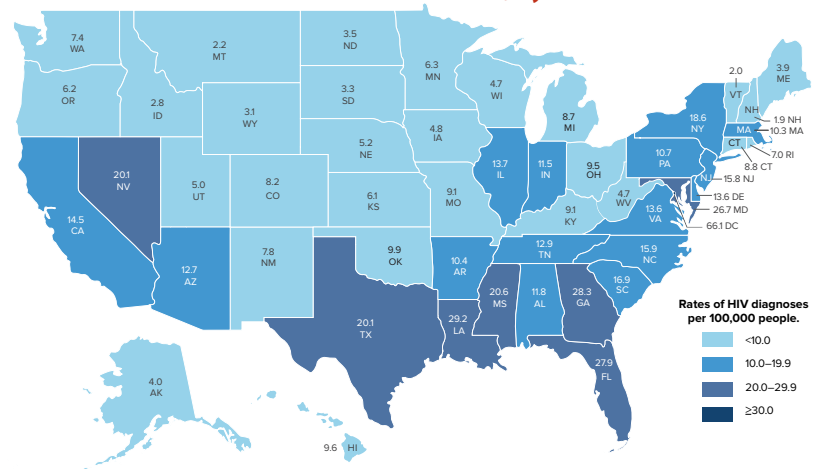 7.4
WA
2.2
MT
3.5
ND
6.3
MN
4.7
WI
8.7
MI
2.0
VT
3.9
ME
NH
1.9 NH
6.2
OR
2.8
ID
3.1
WY
3.3
SD
4.8
IA
18.6
NY
MA
10.3 MA
CT
7.0 RI
8.8 CT
20.1
NV
5.0
UT
8.2
CO
5.2
NE
13.7
IL
11.5
IN
9.5
OH
10.7
PA
NJ
15.8 NJ
13.6 DE
26.7 MD
66.1 DC
14.5
CA
6.1
KS
9.1
MO
9.1
KY
4.7
WV
13.6
VA
12.7
AZ
7.8
NM
9.9
OK
10.4
AR
12.9
TN
15.9
NC
16.9
SC
20.1
TX
29.2
LA
20.6
MS
11.8
AL
28.3
GA
27.9
FL
4.0
AK
9.6
HI
Rates of HIV diagnoses
per 100,000 people.
<10.0
10.0–19.9
20.0–29.9
≥30.0